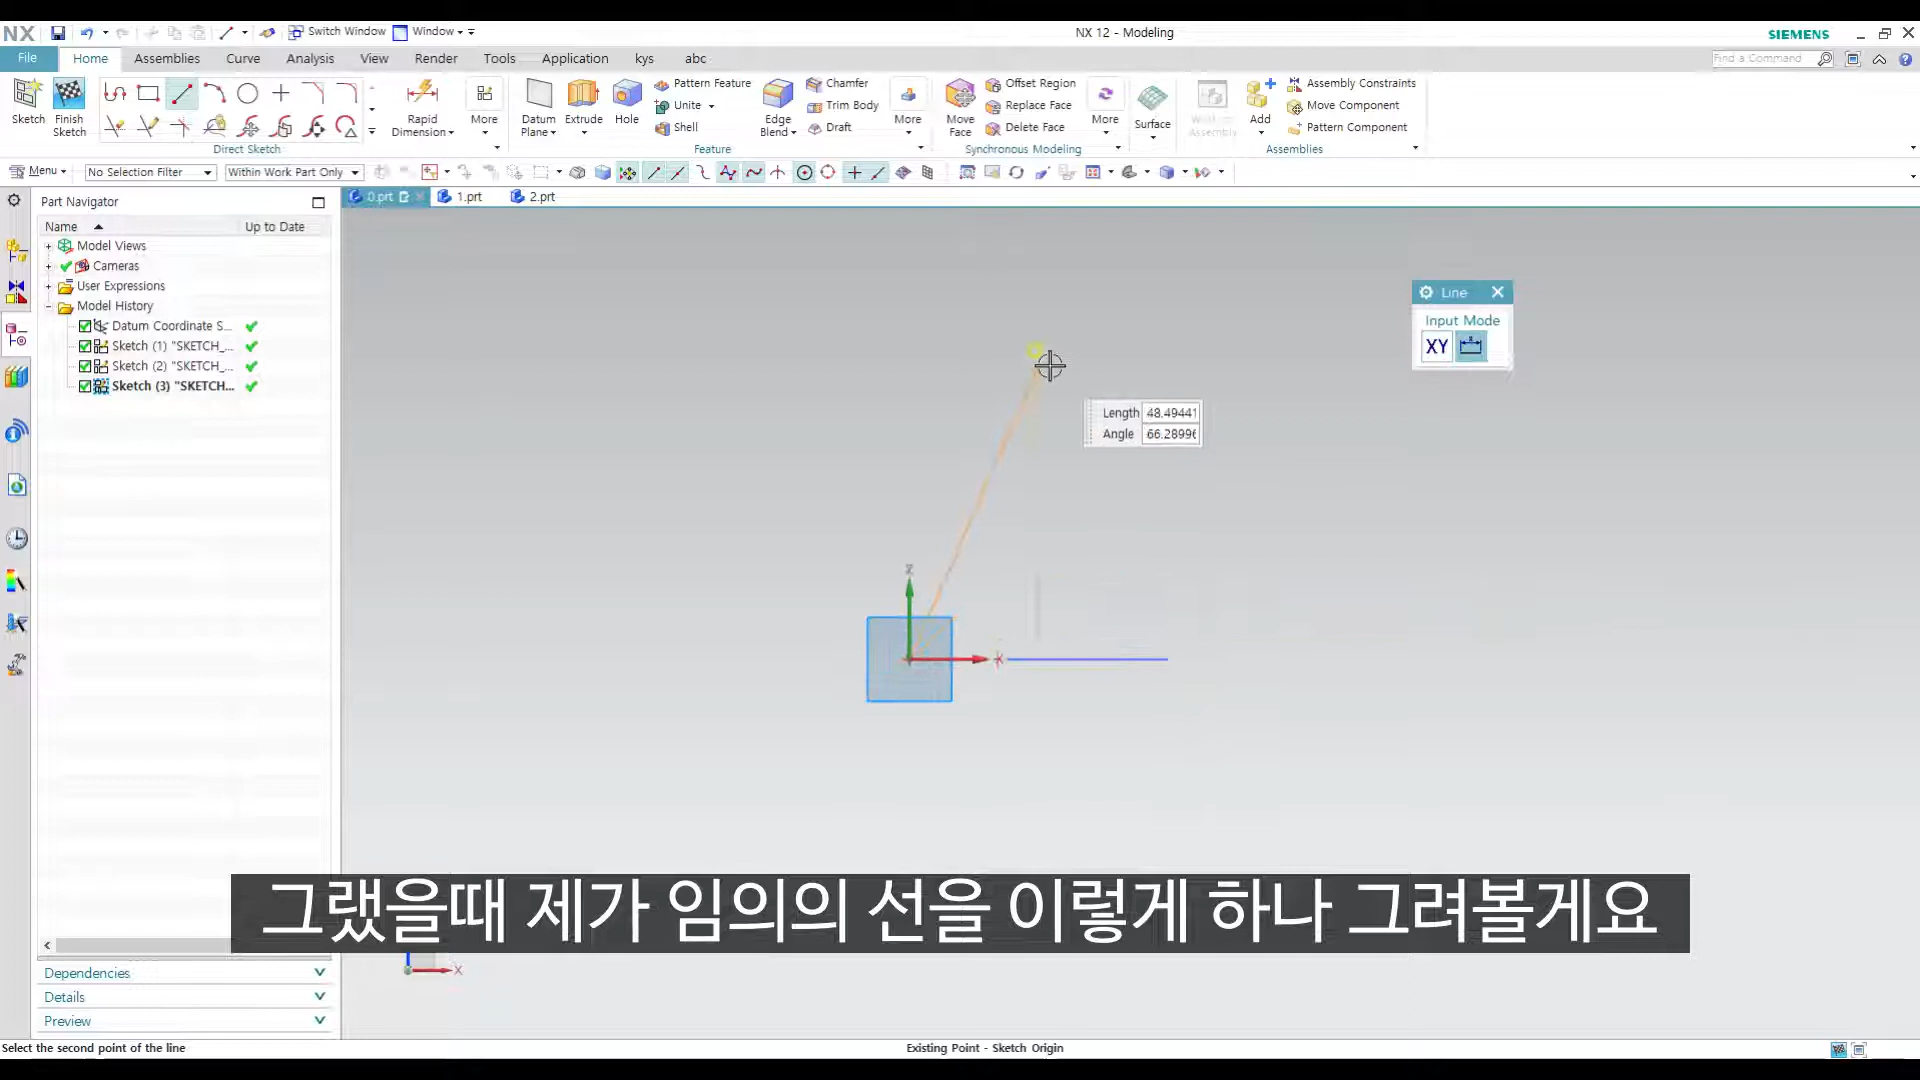 NX Switch Window Window NX 12 - Modeling SIEMENS
File Home Assemblies Curve Analysis View Render Tools Application kys abc Find a Command
Sketch Finish Sketch Rapid Dimension More Datum Plane Extrude Hole Pattern Feature Unite Shell Edge Blend Chamfer Trim Body Draft More Move Face Offset Region Replace Face Delete Face More Surface Add Assembly Constraints Move Component Pattern Component
Direct Sketch Feature Synchronous Modeling Assemblies
Menu No Selection Filter Within Work Part Only
Part Navigator 0.prt 1.prt 2.prt
Name Up to Date
Model Views
Cameras
User Expressions
Model History
Datum Coordinate S...
Sketch (1) "SKETCH_...
Sketch (2) "SKETCH_...
Sketch (3) "SKETCH...
Line
Input Mode
XY
Length 48.49441
Angle 66.2899
Z
X
그랬을때 제가 임의의 선을 이렇게 하나 그려볼게요
X
Dependencies
Details
Preview
Select the second point of the line Existing Point - Sketch Origin